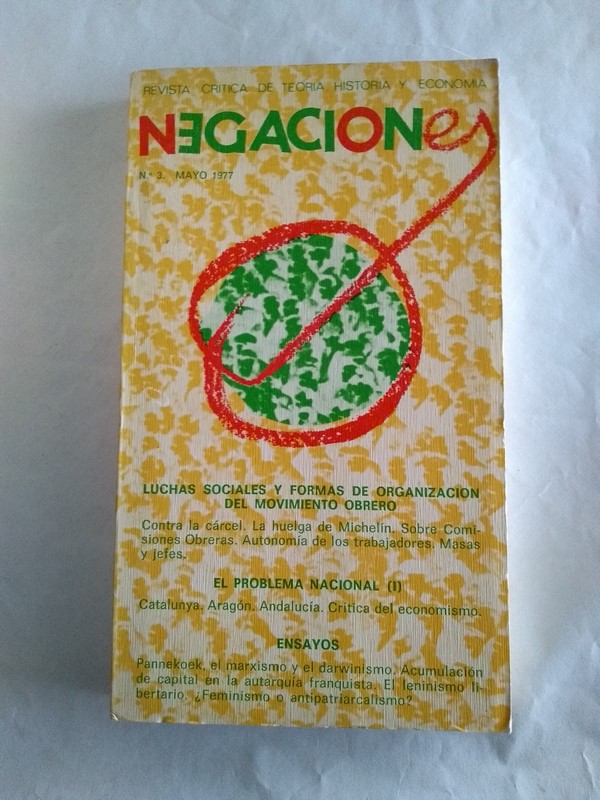 REVISTA CRITICA DE TEORIA HISTORIA Y ECONOMIA
NEGACIONes
N.º 3. MAYO 1977
LUCHAS SOCIALES Y FORMAS DE ORGANIZACION
DEL MOVIMIENTO OBRERO
Contra la cárcel. La huelga de Michelin. Sobre Comi-
siones Obreras. Autonomía de los trabajadores. Masas
y jefes.
EL PROBLEMA NACIONAL (I)
Catalunya. Aragón. Andalucía. Crítica del economismo.
ENSAYOS
Pannekoek, el marxismo y el darwinismo. Acumulación
de capital en la autarquía franquista. El leninismo li-
bertario. ¿Feminismo o antipatriarcalismo?